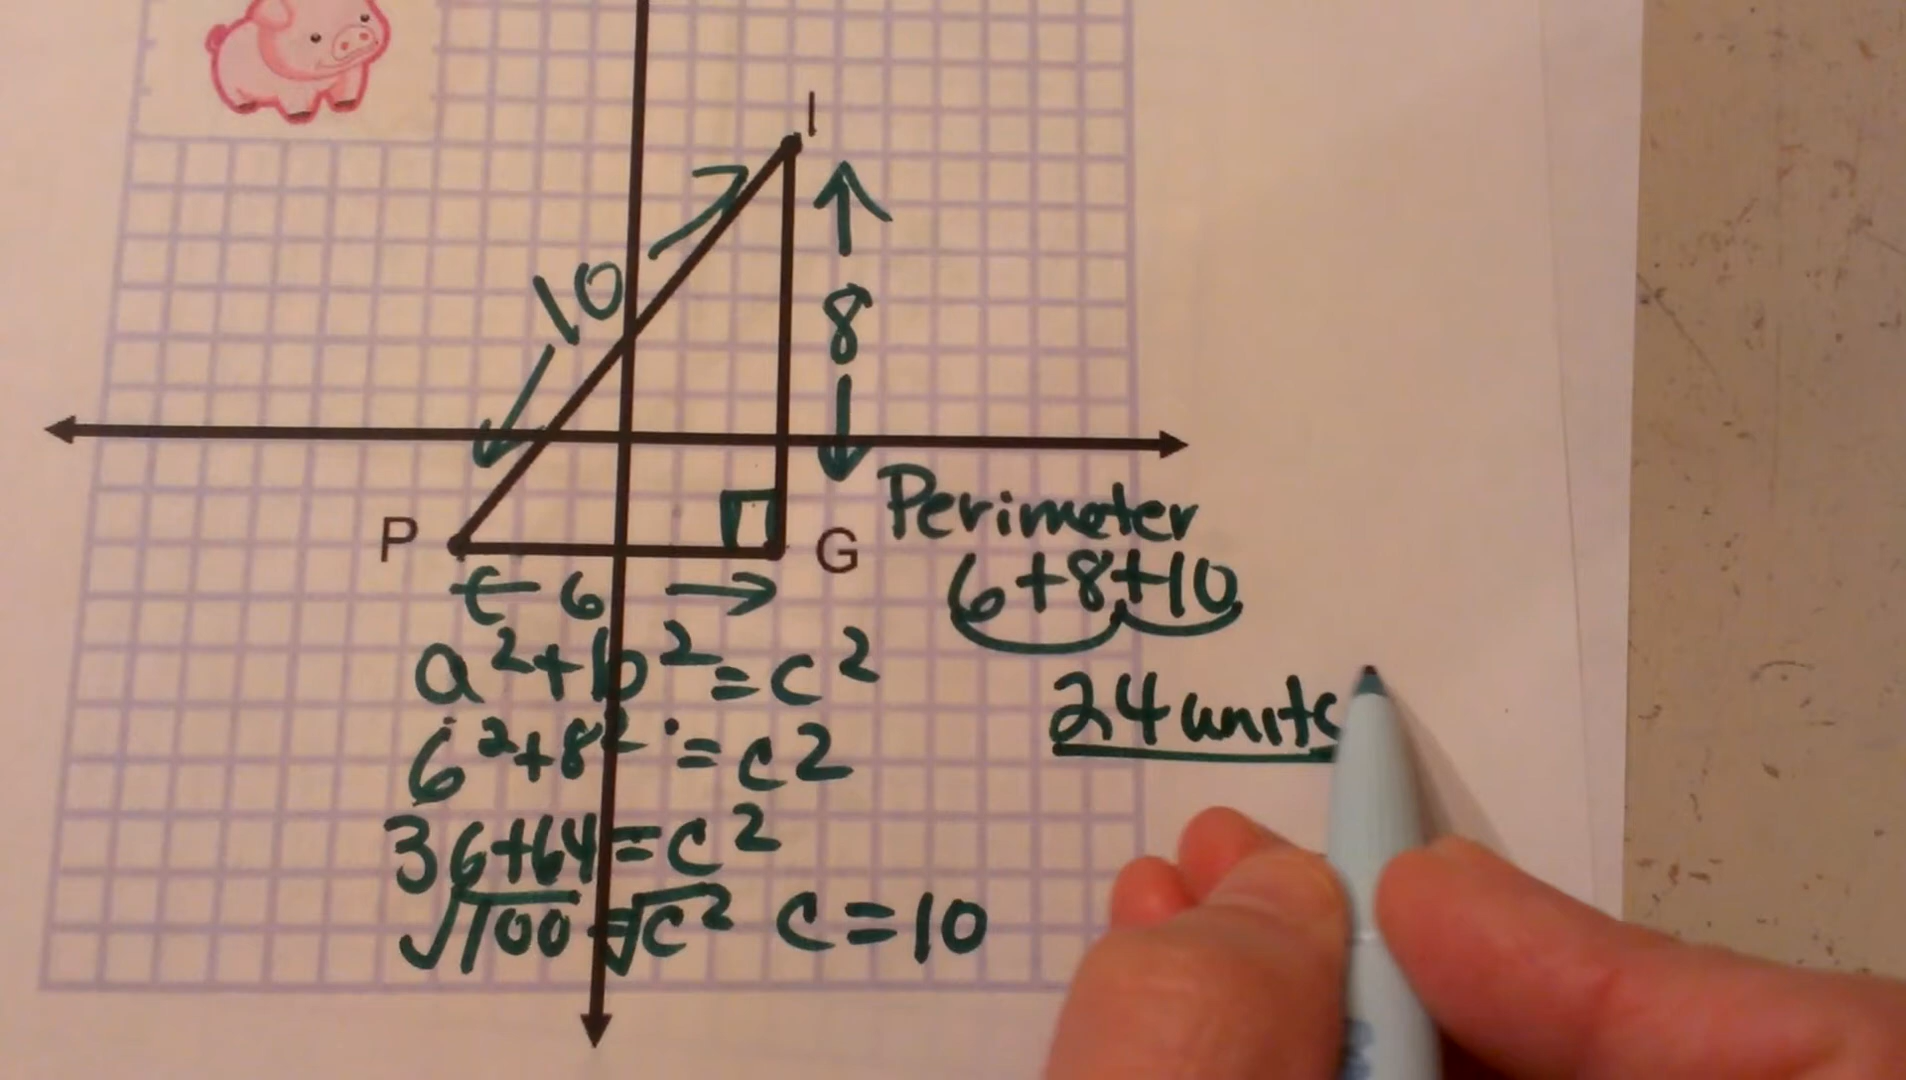 I
10
8
P
G
Perimeter
← 6 →
6+8+10
a²+b²=c²
24 units
6²+8²=c²
36+64=c²
√100=√c² c=10